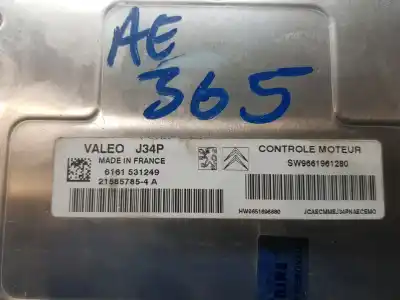 AE
365
VALEO J34P
MADE IN FRANCE
6161 531249
21585785-4 A
CONTROLE MOTEUR
SW9661961280